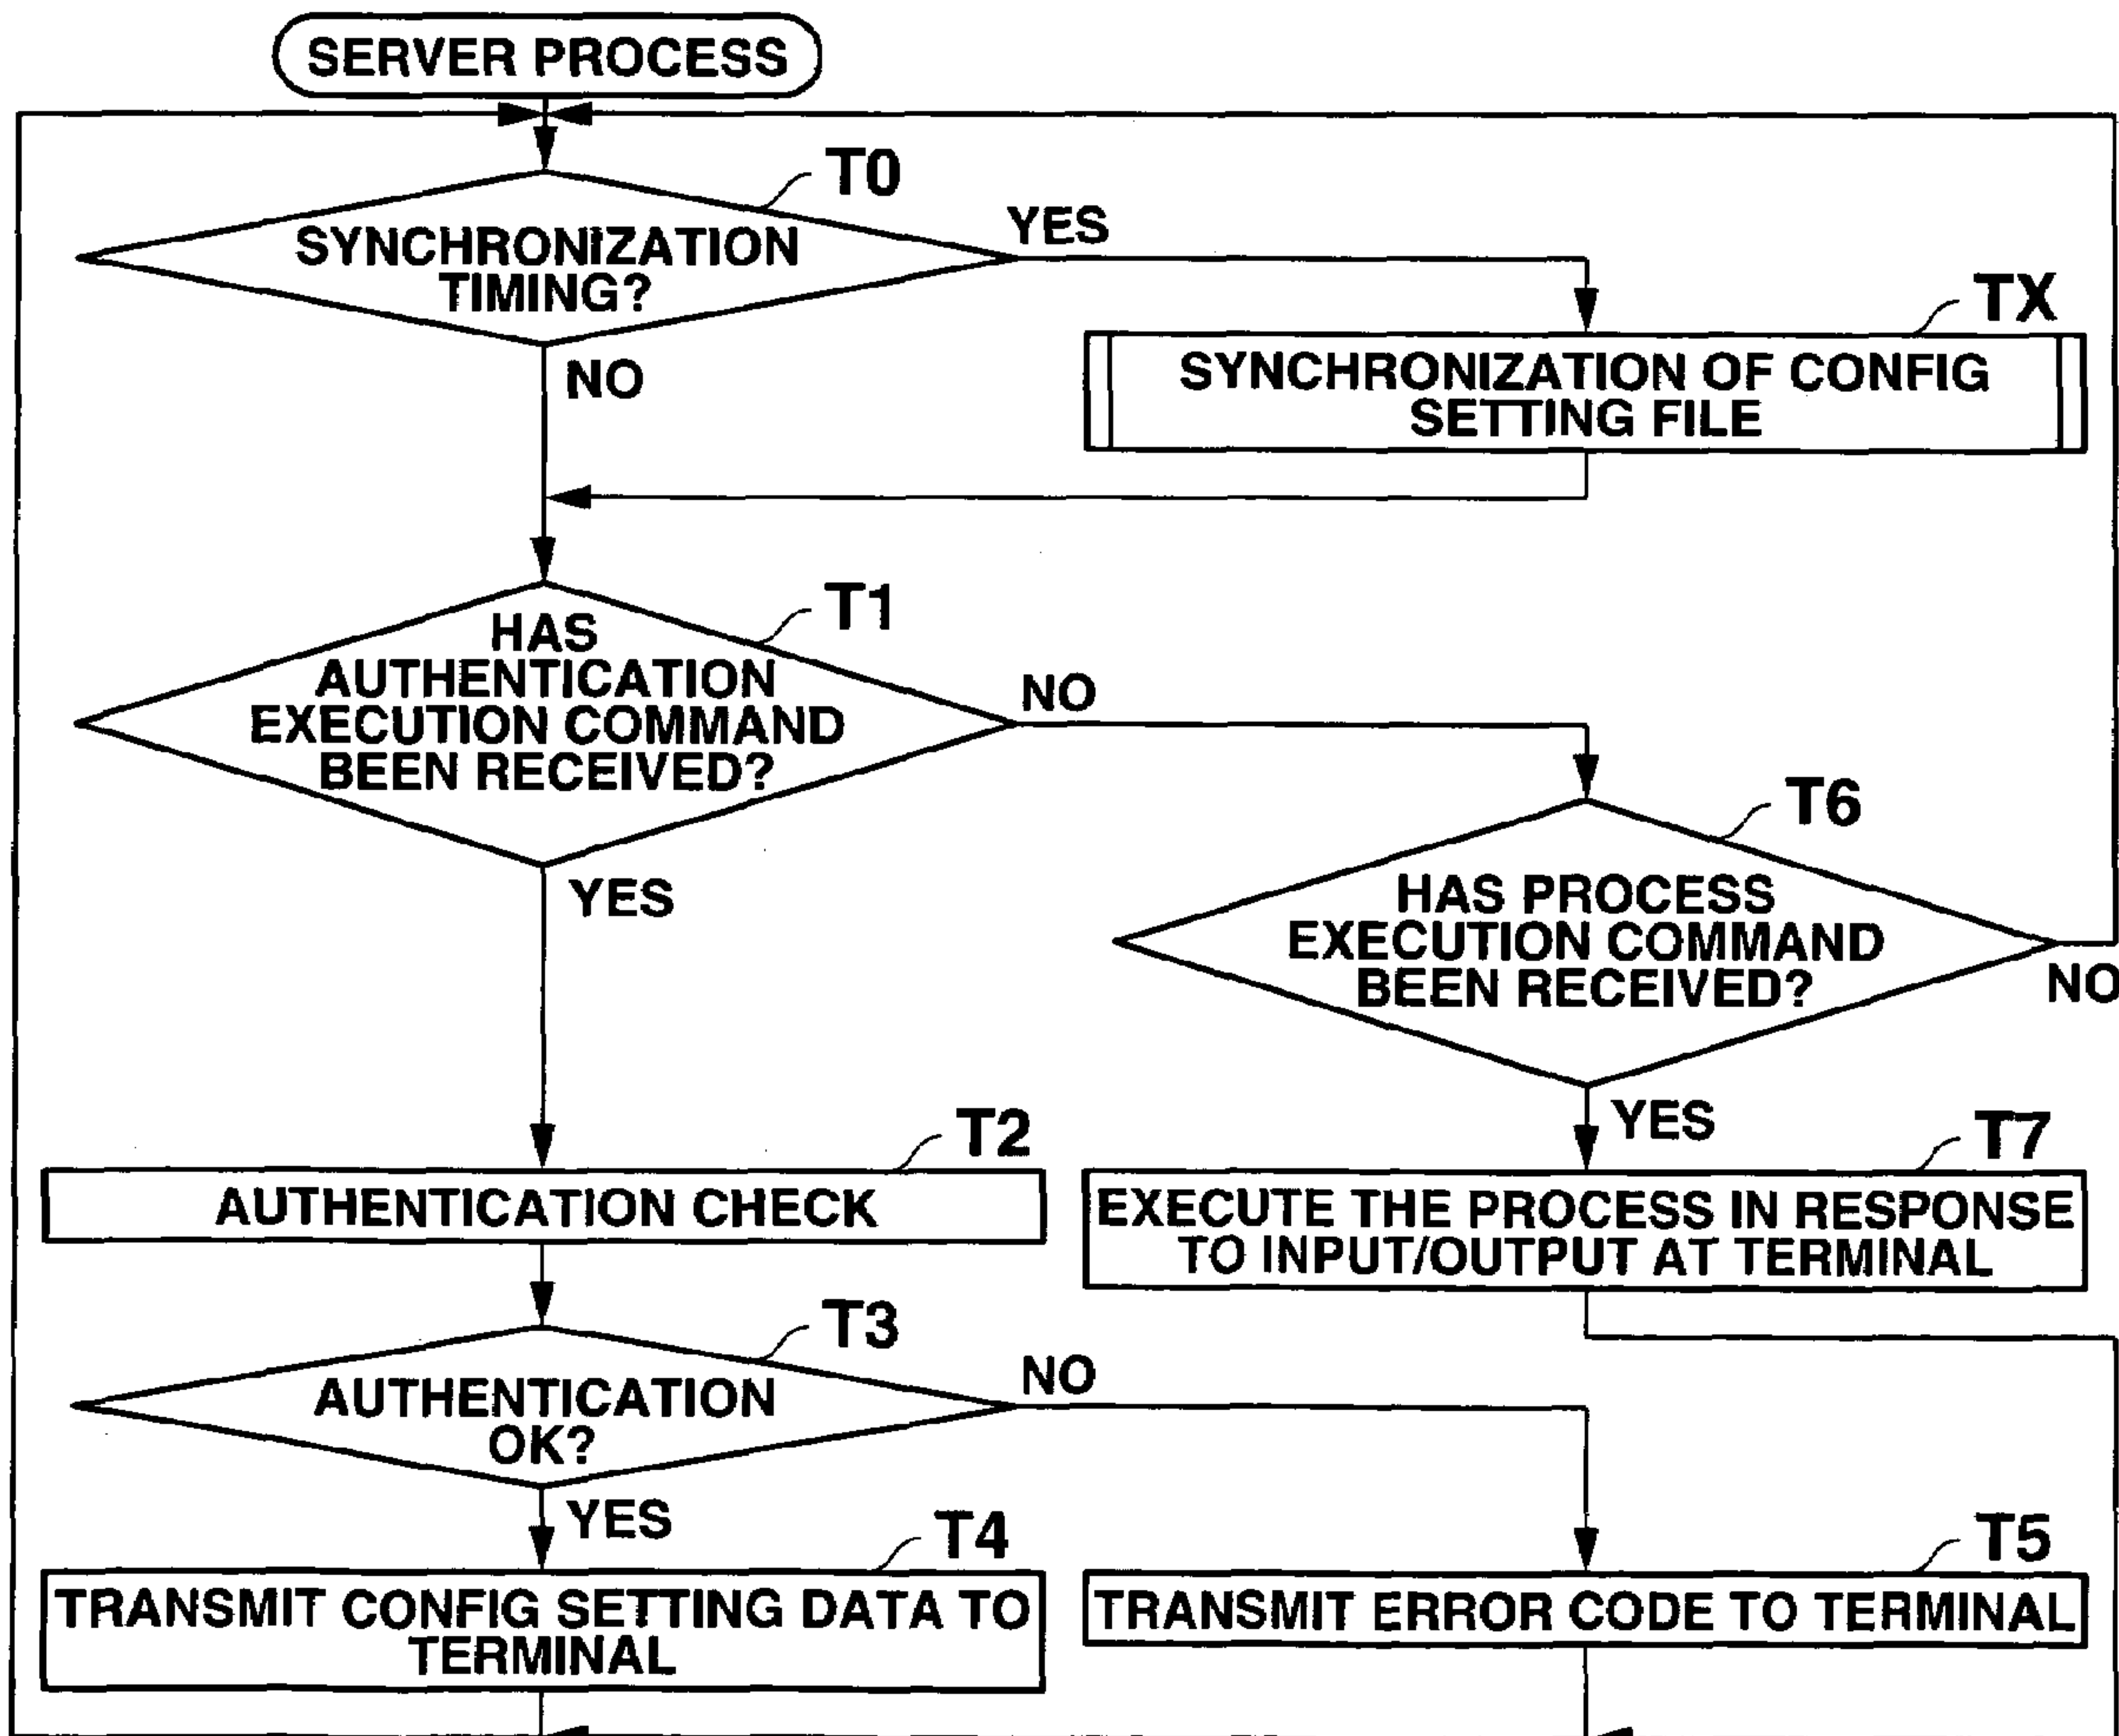 SERVER PROCESS
T0
SYNCHRONIZATION
TIMING?
YES
NO
TX
SYNCHRONIZATION OF CONFIG
SETTING FILE
T1
HAS
AUTHENTICATION
EXECUTION COMMAND
BEEN RECEIVED?
NO
YES
T6
HAS PROCESS
EXECUTION COMMAND
BEEN RECEIVED?
NO
YES
T2
AUTHENTICATION CHECK
T7
EXECUTE THE PROCESS IN RESPONSE
TO INPUT/OUTPUT AT TERMINAL
T3
AUTHENTICATION
OK?
NO
YES
T4
TRANSMIT CONFIG SETTING DATA TO
TERMINAL
T5
TRANSMIT ERROR CODE TO TERMINAL